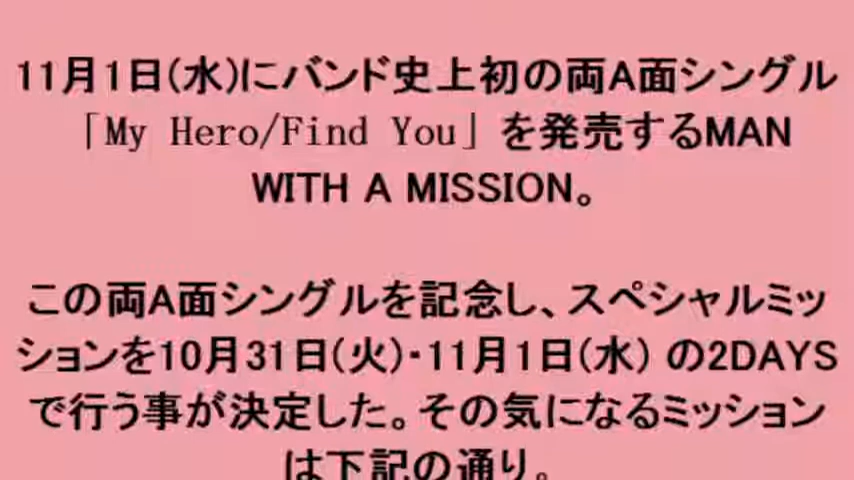 11月1日(水)にバンド史上初の両A面シングル
「My Hero/Find You」を発売するMAN
WITH A MISSION。
この両A面シングルを記念し、スペシャルミッ
ションを10月31日(火)・11月1日(水) の2DAYS
で行う事が決定した。その気になるミッション
は下記の通り。